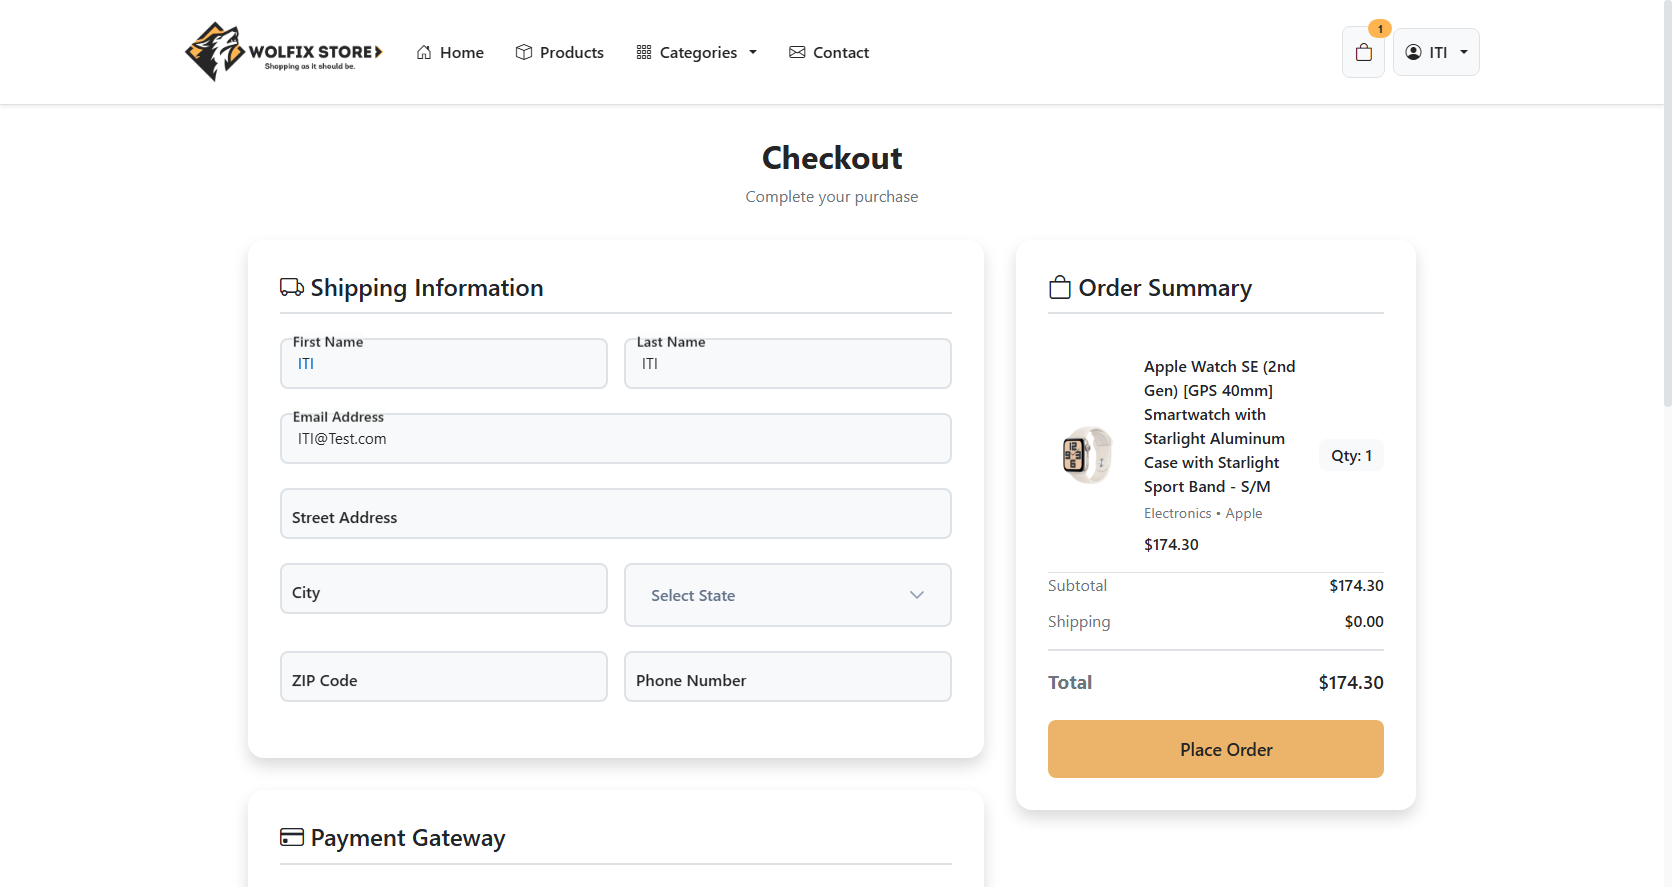 WOLFIX STORE
Shopping as it should be.
Home
Products
Categories
Contact
1
ITI
Checkout
Complete your purchase
Shipping Information
First Name
ITI
Last Name
ITI
Email Address
ITI@Test.com
Street Address
City
Select State
ZIP Code
Phone Number
Payment Gateway
Order Summary
Apple Watch SE (2nd
Gen) [GPS 40mm]
Smartwatch with
Starlight Aluminum
Case with Starlight
Sport Band - S/M
Electronics • Apple
$174.30
Qty: 1
Subtotal $174.30
Shipping $0.00
Total $174.30
Place Order